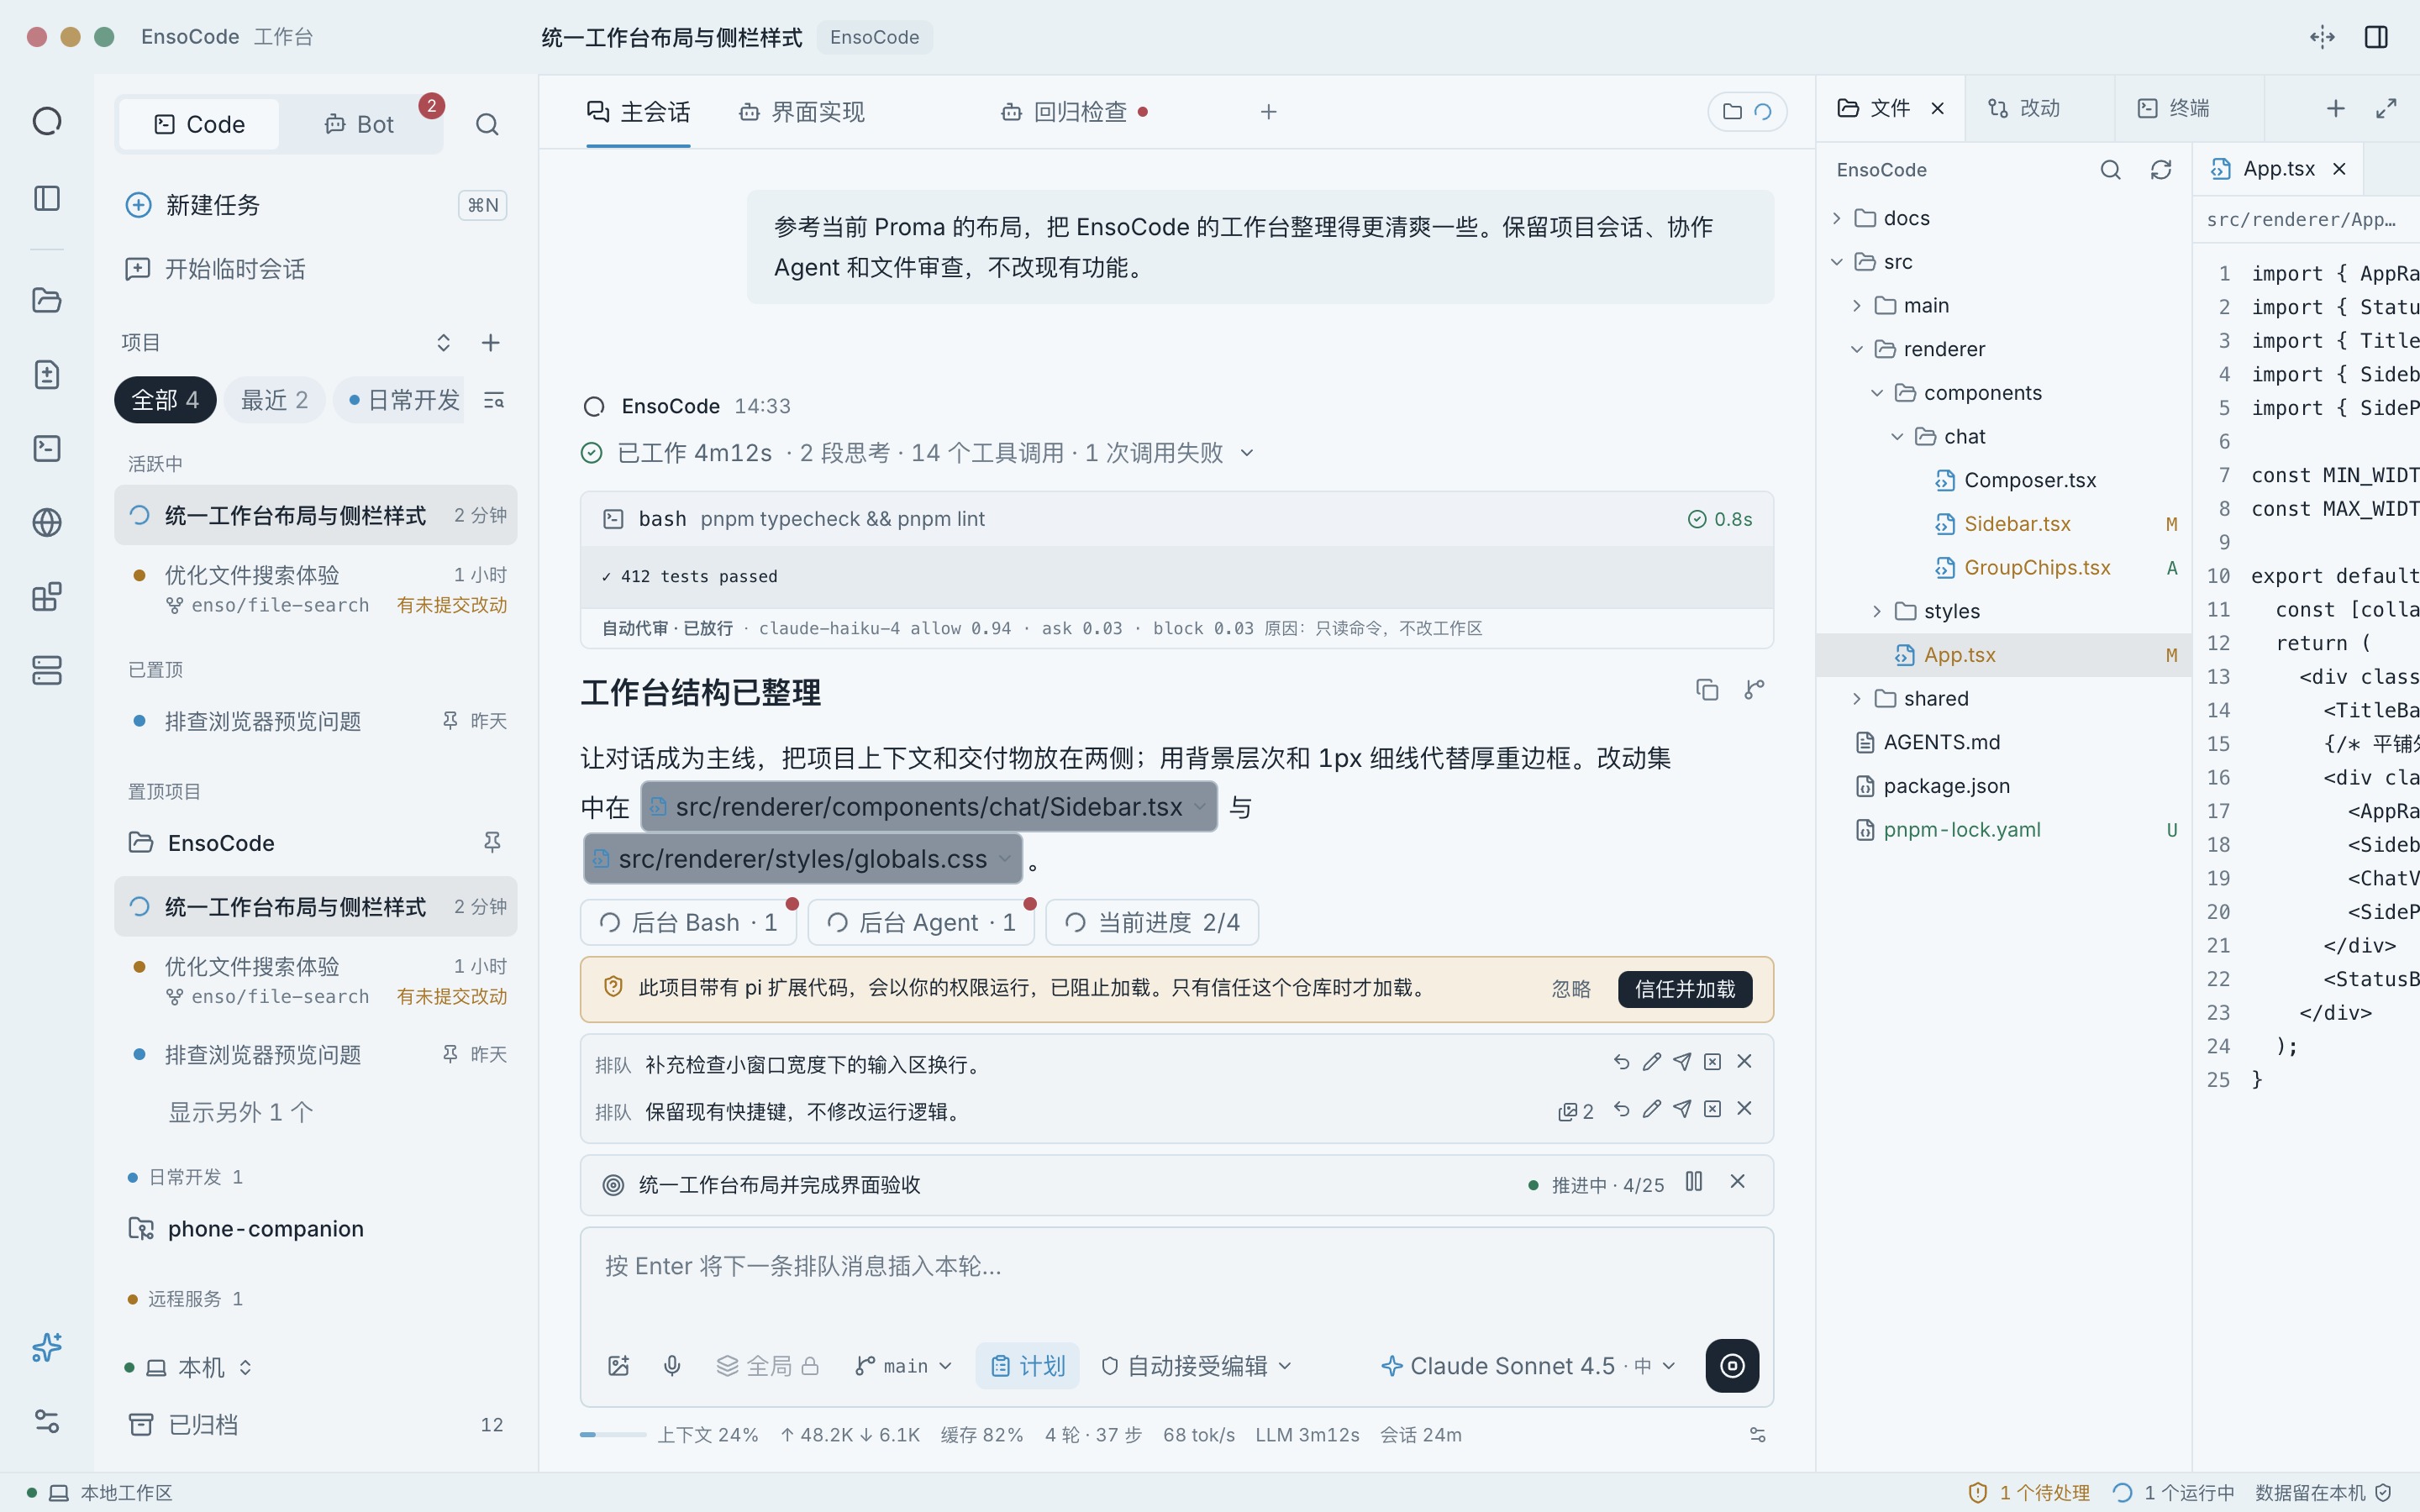 EnsoCode 工作台
统一工作台布局与侧栏样式 EnsoCode
Code
Bot
2
新建任务 ⌘N
开始临时会话
项目
全部 4
最近 2
日常开发
活跃中
统一工作台布局与侧栏样式 2 分钟
优化文件搜索体验 1 小时
enso/file-search 有未提交改动
已置顶
排查浏览器预览问题 昨天
置顶项目
EnsoCode
统一工作台布局与侧栏样式 2 分钟
优化文件搜索体验 1 小时
enso/file-search 有未提交改动
排查浏览器预览问题 昨天
显示另外 1 个
日常开发 1
phone-companion
远程服务 1
本机
已归档 12
主会话
界面实现
回归检查
参考当前 Proma 的布局，把 EnsoCode 的工作台整理得更清爽一些。保留项目会话、协作
Agent 和文件审查，不改现有功能。
EnsoCode 14:33
已工作 4m12s · 2 段思考 · 14 个工具调用 · 1 次调用失败
bash pnpm typecheck && pnpm lint 0.8s
✓ 412 tests passed
自动代审 · 已放行 · claude-haiku-4 allow 0.94 · ask 0.03 · block 0.03 原因：只读命令，不改工作区
工作台结构已整理
让对话成为主线，把项目上下文和交付物放在两侧；用背景层次和 1px 细线代替厚重边框。改动集
中在 src/renderer/components/chat/Sidebar.tsx 与
src/renderer/styles/globals.css 。
后台 Bash · 1
后台 Agent · 1
当前进度 2/4
此项目带有 pi 扩展代码，会以你的权限运行，已阻止加载。只有信任这个仓库时才加载。 忽略 信任并加载
排队 补充检查小窗口宽度下的输入区换行。
排队 保留现有快捷键，不修改运行逻辑。 2
统一工作台布局并完成界面验收 推进中 · 4/25
按 Enter 将下一条排队消息插入本轮...
全局 main 计划 自动接受编辑 Claude Sonnet 4.5 · 中
上下文 24% ↑ 48.2K ↓ 6.1K 缓存 82% 4 轮 · 37 步 68 tok/s LLM 3m12s 会话 24m
文件
改动
终端
EnsoCode
docs
src
main
renderer
components
chat
Composer.tsx
Sidebar.tsx M
GroupChips.tsx A
styles
App.tsx M
shared
AGENTS.md
package.json
pnpm-lock.yaml U
App.tsx
src/renderer/App…
1 import { AppRa
2 import { Statu
3 import { Title
4 import { Sideb
5 import { SideP
6
7 const MIN_WIDT
8 const MAX_WIDT
9
10 export default
11 const [colla
12 return (
13 <div class
14 <TitleBa
15 {/* 平铺
16 <div cla
17 <AppRa
18 <Sideb
19 <ChatV
20 <SideP
21 </div>
22 <StatusB
23 </div>
24 );
25 }
本地工作区
1 个待处理 1 个运行中 数据留在本机